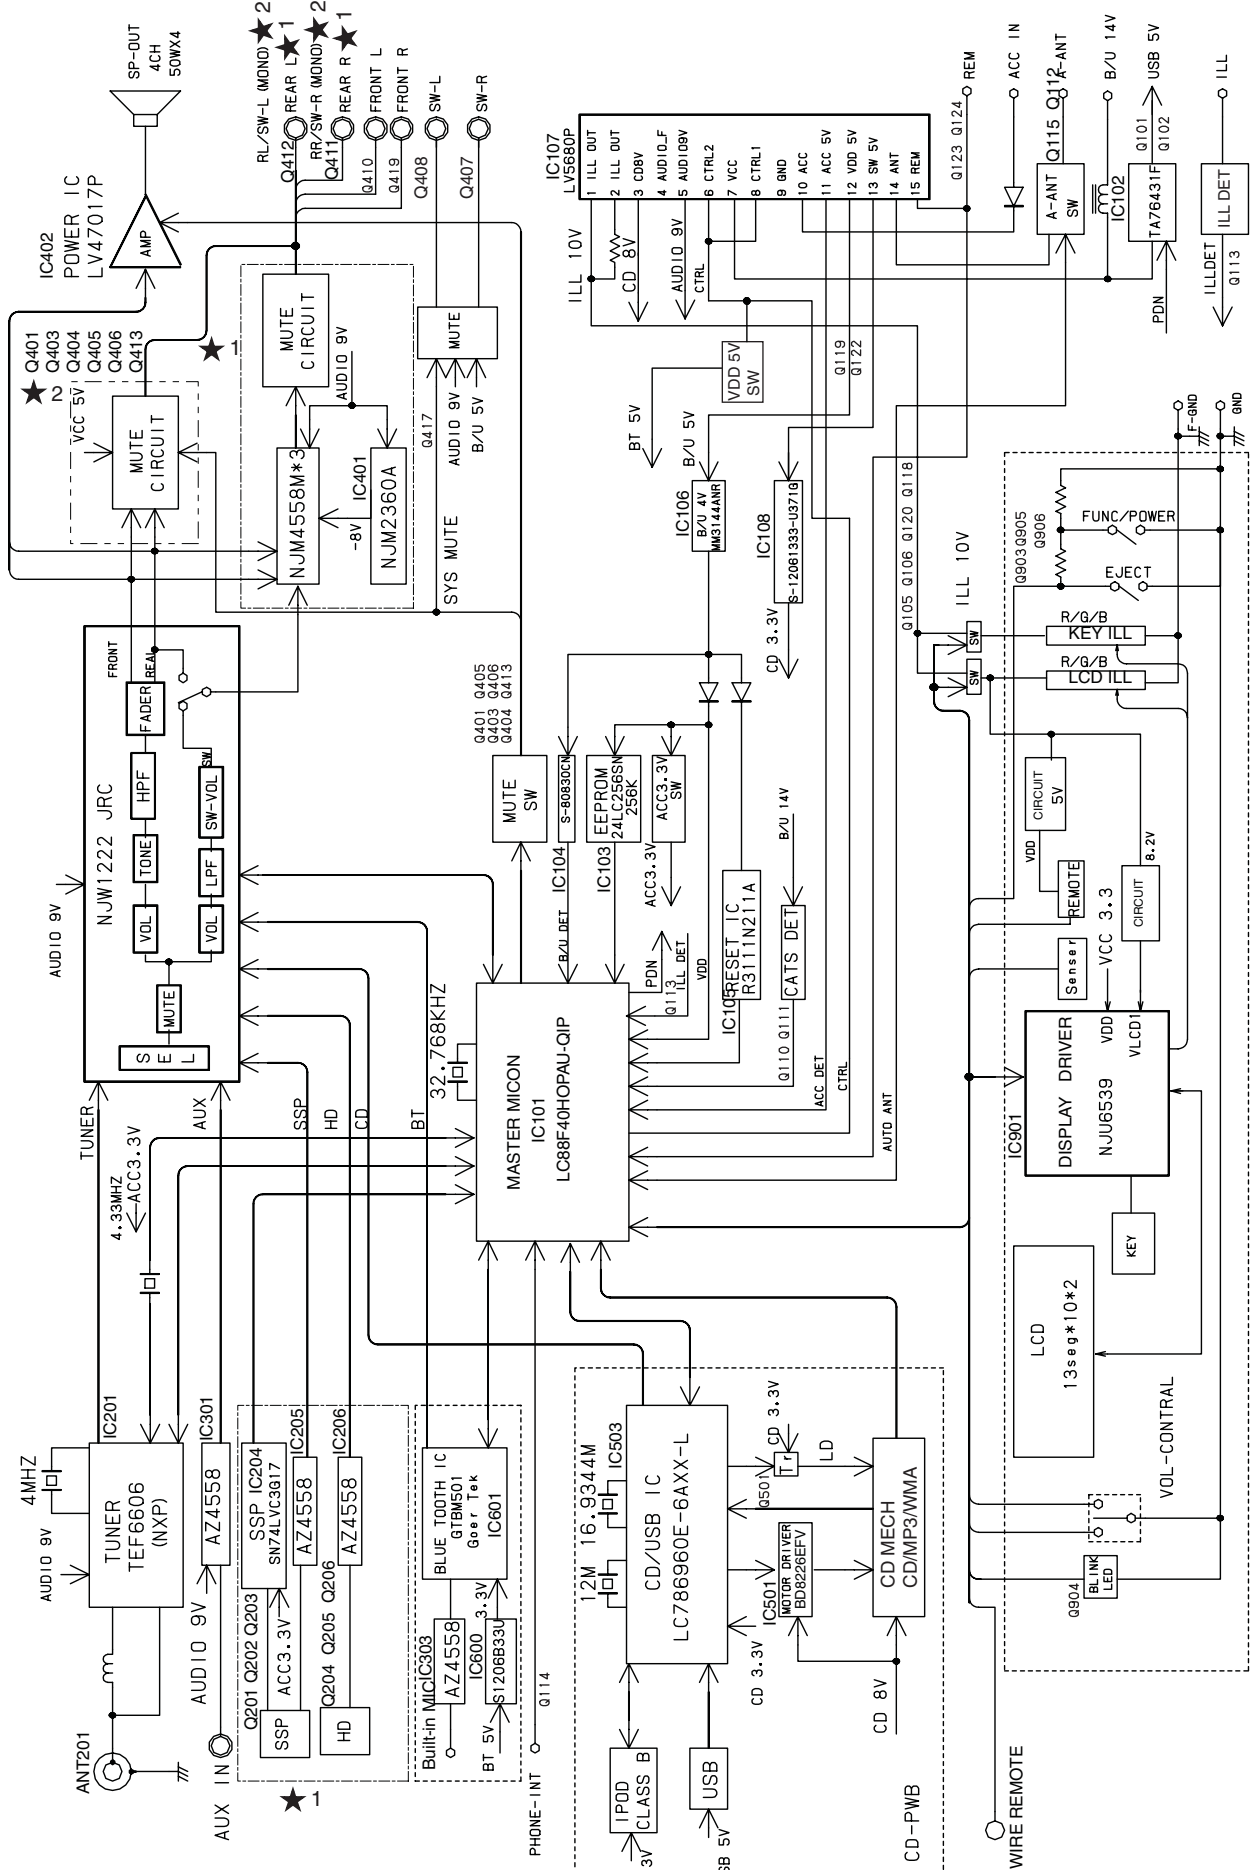 SP-OUT
4CH
50WX4
IC402
POWER IC
LV47017P
AMP
RL/SW-L (MONO) ★ 2
REAR L ★ 1
RR/SW-R (MONO) ★ 2
REAR R ★ 1
FRONT L
FRONT R
SW-L
SW-R
Q412
Q411
Q410
Q419
Q408
Q407
Q401
Q403
Q404
Q405
Q406
Q413
★ 2
VCC 5V
MUTE
CIRCUIT
★ 1
MUTE
CIRCUIT
AUDIO 9V
NJM4558M*3
-8V
IC401
NJM2360A
MUTE
Q417
AUDIO 9V
B/U 5V
SYS MUTE
AUDIO 9V
NJW1222 JRC
FRONT
REAL
FADER
HPF
TONE
VOL
SW
SW-VOL
LPF
VOL
MUTE
SEL
TUNER
AUX
SSP
HD
CD
BT
4.33MHZ
ACC3.3V
4MHZ
AUDIO 9V
TUNER
TEF6606
(NXP)
IC201
ANT201
IC301
AZ4558
AUDIO 9V
AUX IN
SSP IC204
SN74LVC3G17
IC205
AZ4558
IC206
AZ4558
Q201 Q202 Q203
ACC3.3V
Q204 Q205 Q206
SSP
HD
★ 1
BLUE TOOTH IC
GTBM501
Goer Tek
IC601
Built-in MIC
IC303
AZ4558
IC600
3.3V
S1206B33U
BT 5V
PHONE-INT
Q114
32.768KHZ
MASTER MICON
IC101
LC88F40HOPAU-QIP
Q401 Q405
Q403 Q406
Q404 Q413
MUTE
SW
S-80830CN
IC104
B/U DET
EEPROM
24LC256SN
256K
IC103
ACC3.3V
SW
ACC3.3V
PDN
Q113
ILL DET
VDD
RESET IC
R3111N211A
IC105
B/U 14V
CATS DET
Q110 Q111
ACC DET
CTRL
AUTO ANT
IC107
LV5680P
1 ILL OUT
2 ILL OUT
3 CD8V
4 AUDIO_F
5 AUDIO9V
6 CTRL2
7 VCC
8 CTRL1
9 GND
10 ACC
11 ACC 5V
12 VDD 5V
13 SW 5V
14 ANT
15 REM
ILL 10V
CD 8V
AUDIO 9V
CTRL
VDD 5V
SW
BT 5V
B/U 5V
Q119
Q122
IC106
B/U 4V
MM3144ANR
IC108
S-12061333-U371G
CD 3.3V
Q123 Q124
REM
ACC IN
Q115 Q112
A-ANT
A-ANT
SW
B/U 14V
IC102
USB 5V
Q101
Q102
TA76431F
PDN
ILL
ILL DET
ILLDET
Q113
Q105 Q106 Q120 Q118
ILL 10V
F-GND
GND
Q903 Q905
Q906
FUNC/POWER
EJECT
SW
SW
R/G/B
KEY ILL
R/G/B
LCD ILL
CIRCUIT
5V
VDD
REMOTE
8.2V
CIRCUIT
Senser
VCC 3.3
VDD
VLCD1
IC901
DISPLAY DRIVER
NJU6539
KEY
LCD
13seg*10*2
VOL-CONTRAL
BLINK
LED
Q904
WIRE REMOTE
12M
16.9344M
IC503
CD/USB IC
LC786960E-6AXX-L
CD 3.3V
Tr
Q501
LD
IC501
MOTOR DRIVER
BD8226EFV
CD MECH
CD/MP3/WMA
CD 3.3V
CD 8V
IPOD
CLASS B
3V
USB
SB 5V
CD-PWB